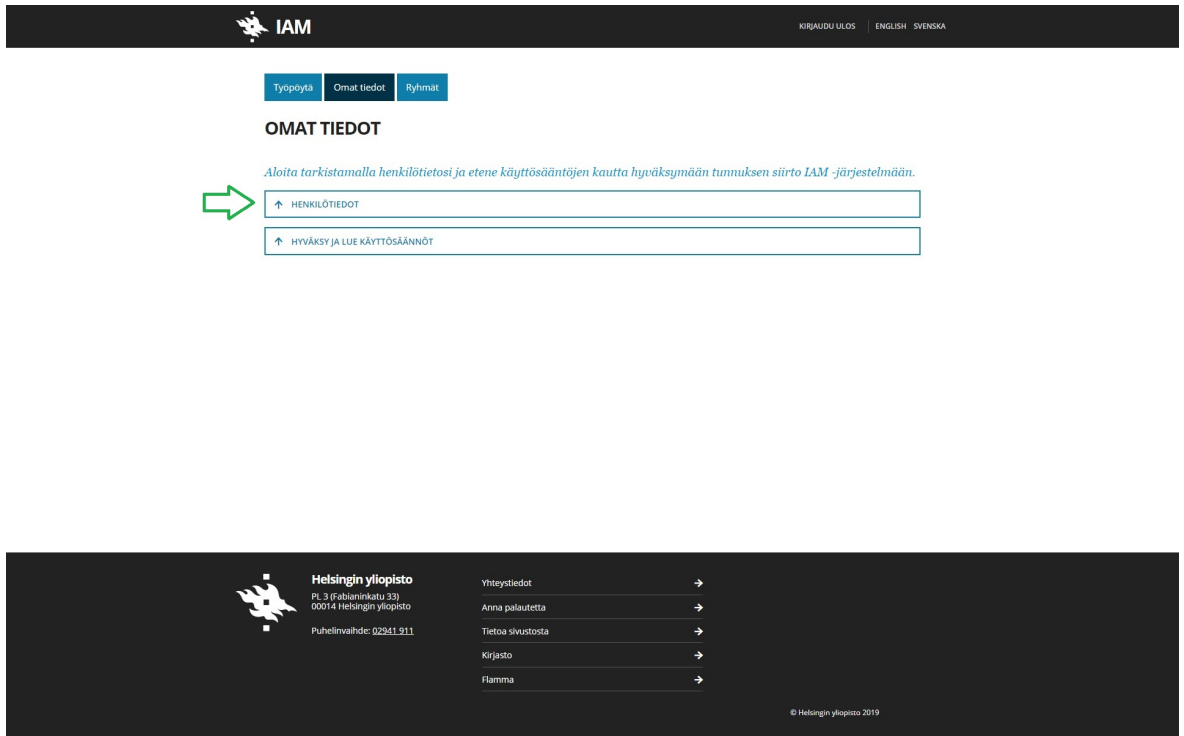 IAM
KIRJAUDU ULOS ENGLISH SVENSKA
Työpöytä Omat tiedot Ryhmät
OMAT TIEDOT
Aloita tarkistamalla henkilötietosi ja etene käyttösääntöjen kautta hyväksymään tunnuksen siirto IAM -järjestelmään.
HENKILÖTIEDOT
HYVÄKSY JA LUE KÄYTTÖSÄÄNNÖT
Helsingin yliopisto
PL 3 (Fabianinkatu 33)
00014 Helsingin yliopisto
Puhelinvaihde: 02941 911
Yhteystiedot
Anna palautetta
Tietoa sivustosta
Kirjasto
Flamma
© Helsingin yliopisto 2019